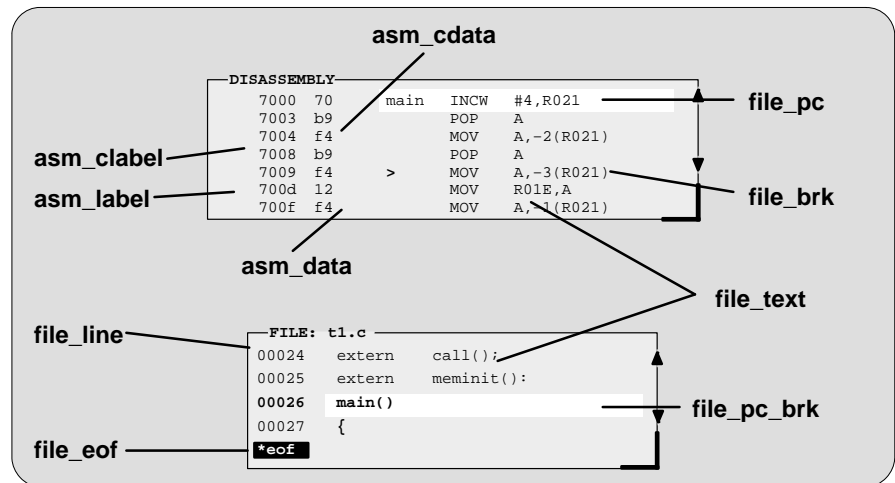 asm_cdata
DISASSEMBLY
7000 70 main INCW #4,R021
7003 b9 POP A
7004 f4 MOV A,-2(R021)
7008 b9 POP A
7009 f4 > MOV A,-3(R021)
700d 12 MOV R01E,A
700f f4 MOV A,-1(R021)
file_pc
asm_clabel
asm_label
file_brk
asm_data
file_text
file_line
FILE: t1.c
00024 extern call();
00025 extern meminit():
00026 main()
00027 {
*eof
file_pc_brk
file_eof